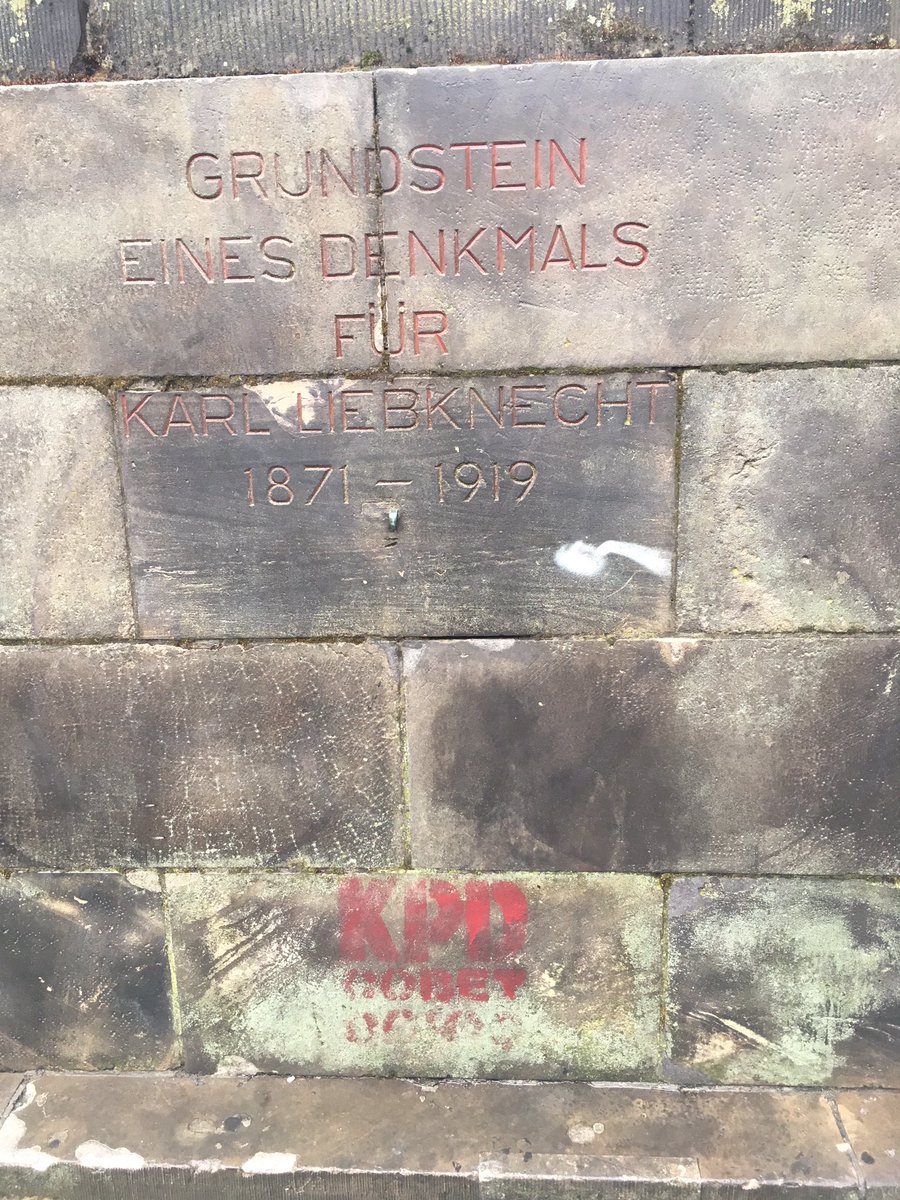 GRUNDSTEIN
EINES DENKMALS
FÜR
KARL LIEBKNECHT
1871 – 1919
KPD